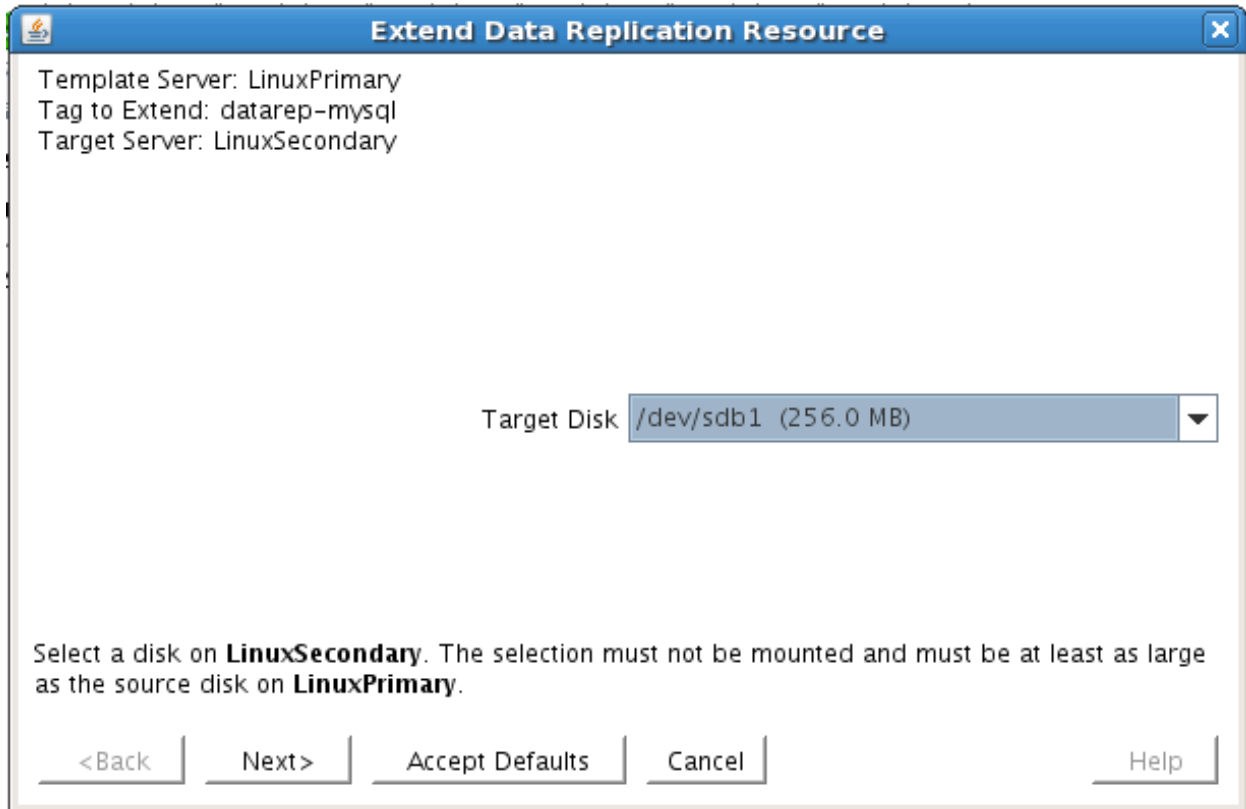 Extend Data Replication Resource
Template Server: LinuxPrimary
Tag to Extend: datarep-mysql
Target Server: LinuxSecondary
Target Disk /dev/sdb1 (256.0 MB)
Select a disk on LinuxSecondary. The selection must not be mounted and must be at least as large
as the source disk on LinuxPrimary.
<Back Next> Accept Defaults Cancel Help